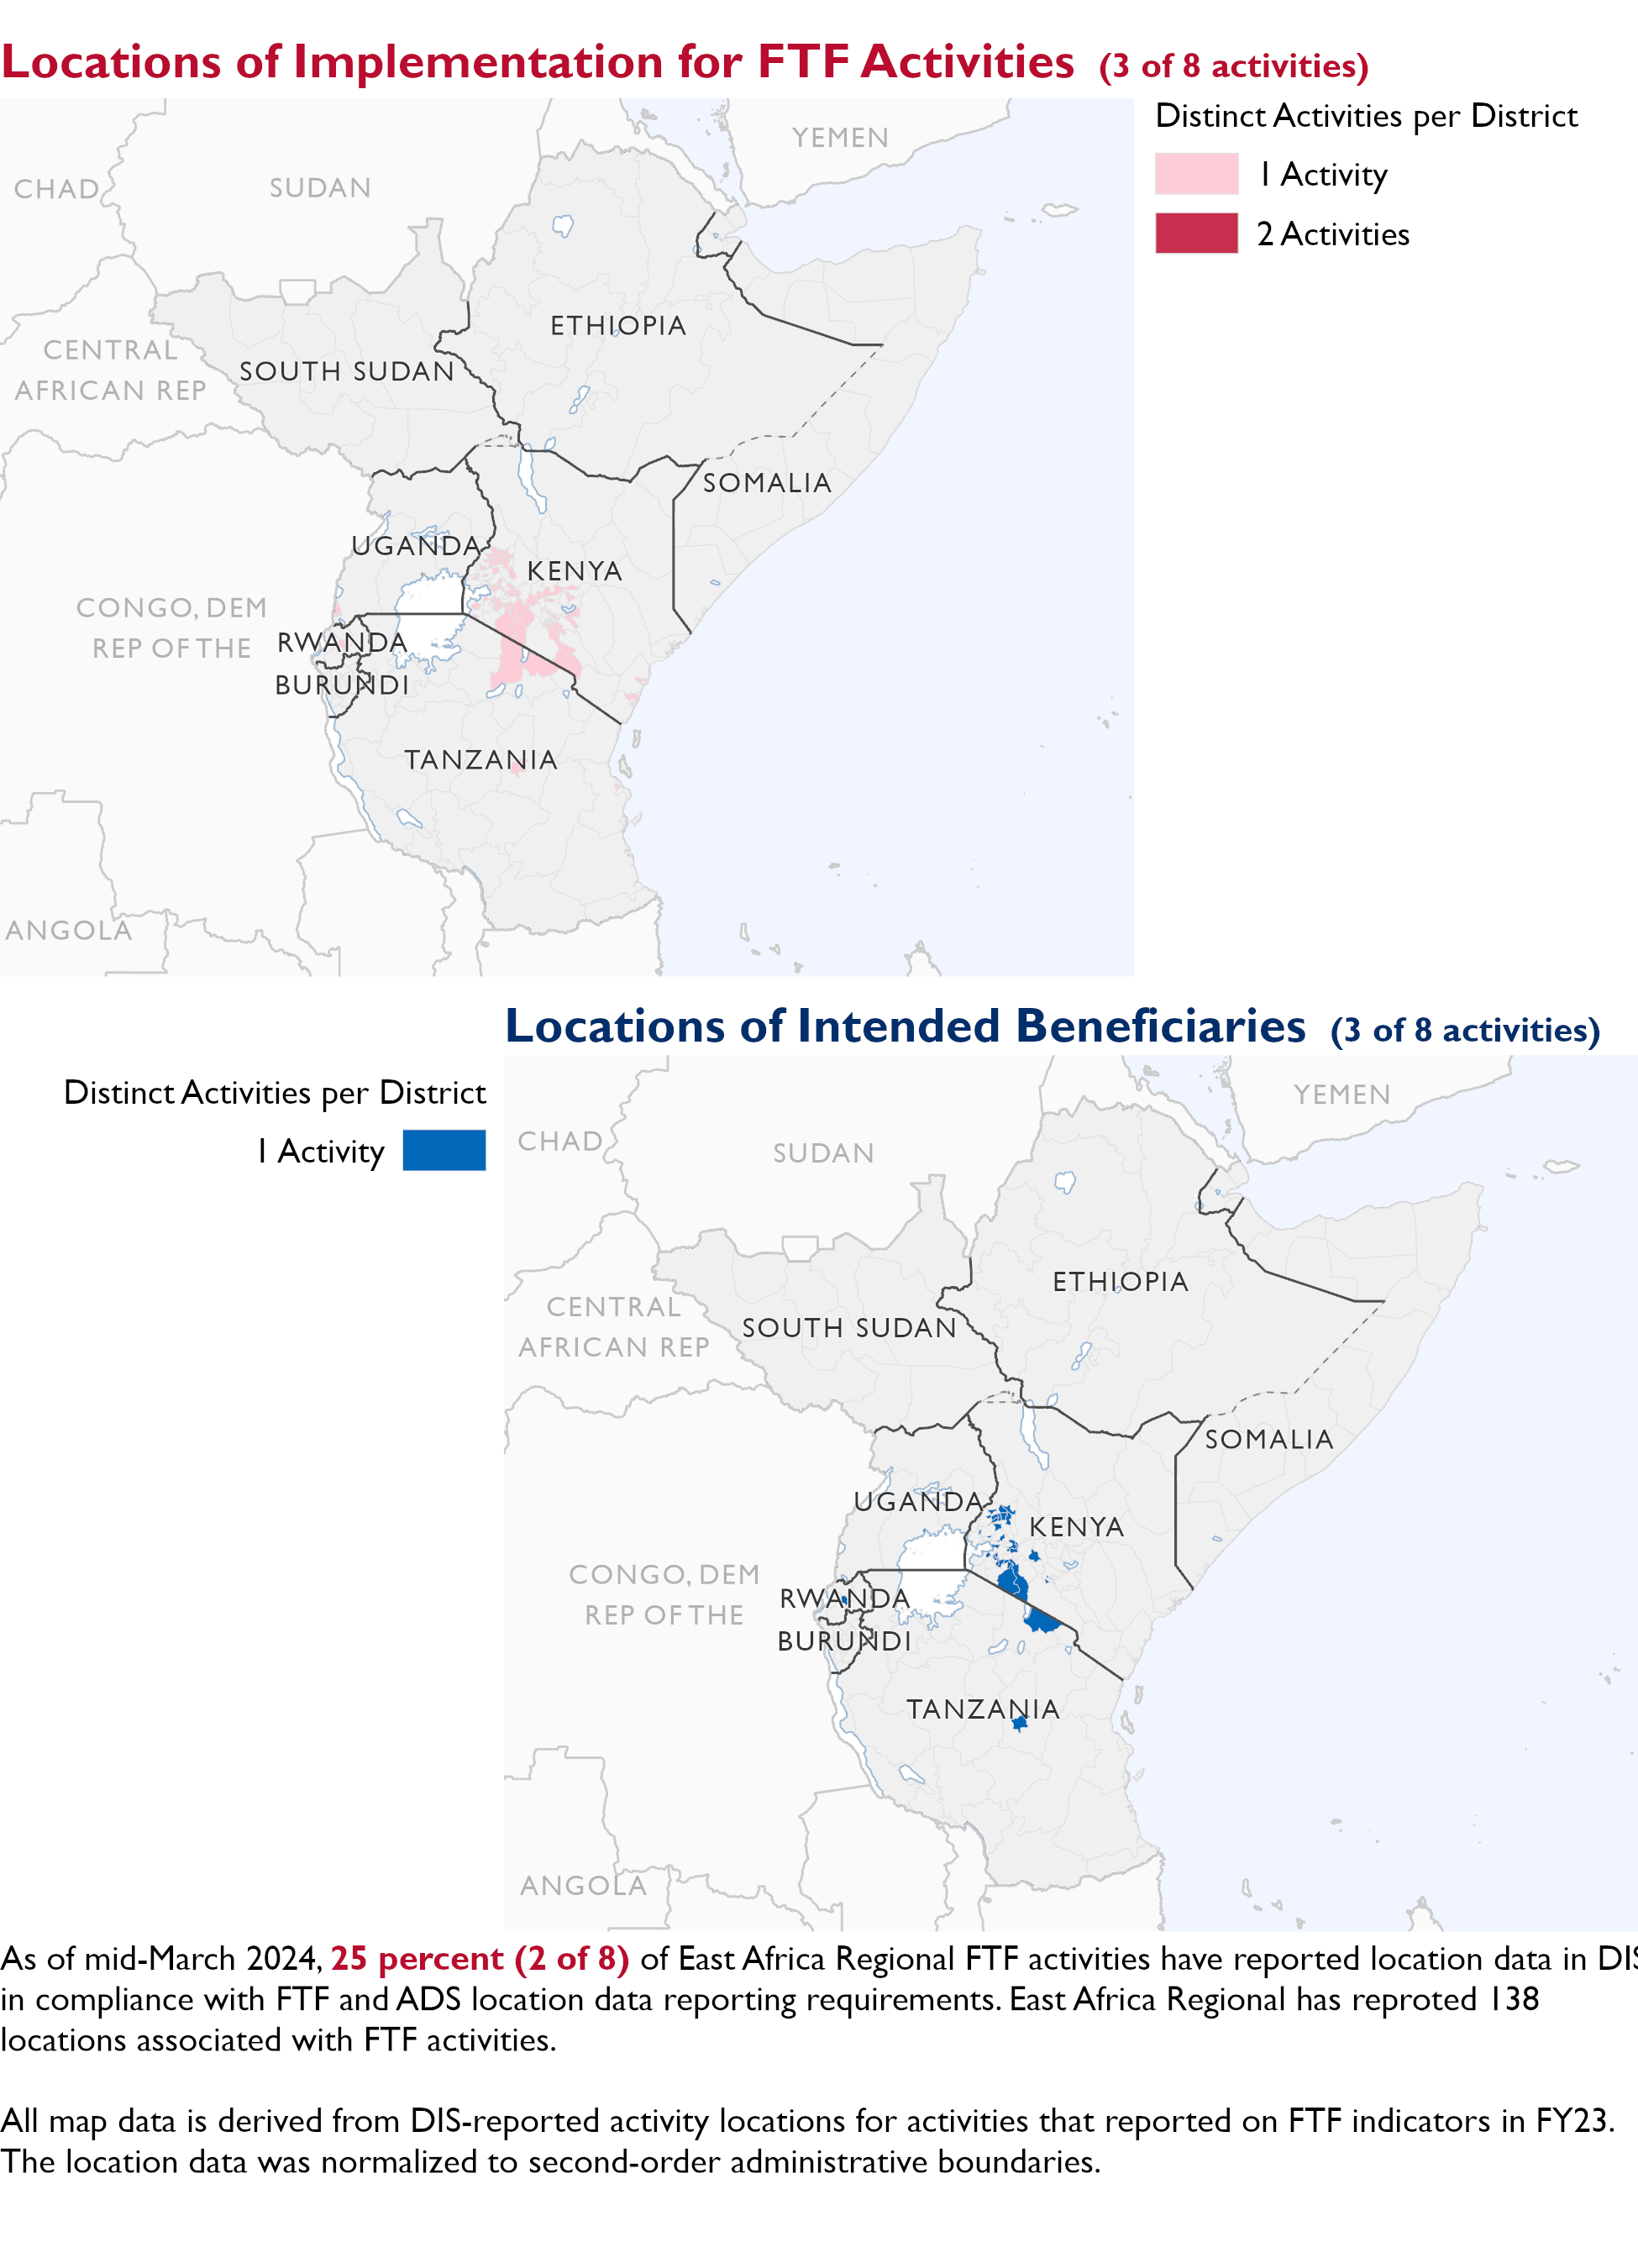 Locations of Implementation for FTF Activities (3 of 8 activities)
Distinct Activities per District
1 Activity
2 Activities
YEMEN
CHAD
SUDAN
ETHIOPIA
CENTRAL
AFRICAN REP
SOUTH SUDAN
SOMALIA
UGANDA
KENYA
CONGO, DEM
REP OF THE
RWANDA
BURUNDI
TANZANIA
ANGOLA
Locations of Intended Beneficiaries (3 of 8 activities)
Distinct Activities per District
1 Activity
YEMEN
CHAD
SUDAN
ETHIOPIA
CENTRAL
AFRICAN REP
SOUTH SUDAN
SOMALIA
UGANDA
KENYA
CONGO, DEM
REP OF THE
RWANDA
BURUNDI
TANZANIA
ANGOLA
As of mid-March 2024, 25 percent (2 of 8) of East Africa Regional FTF activities have reported location data in DIS
in compliance with FTF and ADS location data reporting requirements. East Africa Regional has reproted 138
locations associated with FTF activities.
All map data is derived from DIS-reported activity locations for activities that reported on FTF indicators in FY23.
The location data was normalized to second-order administrative boundaries.